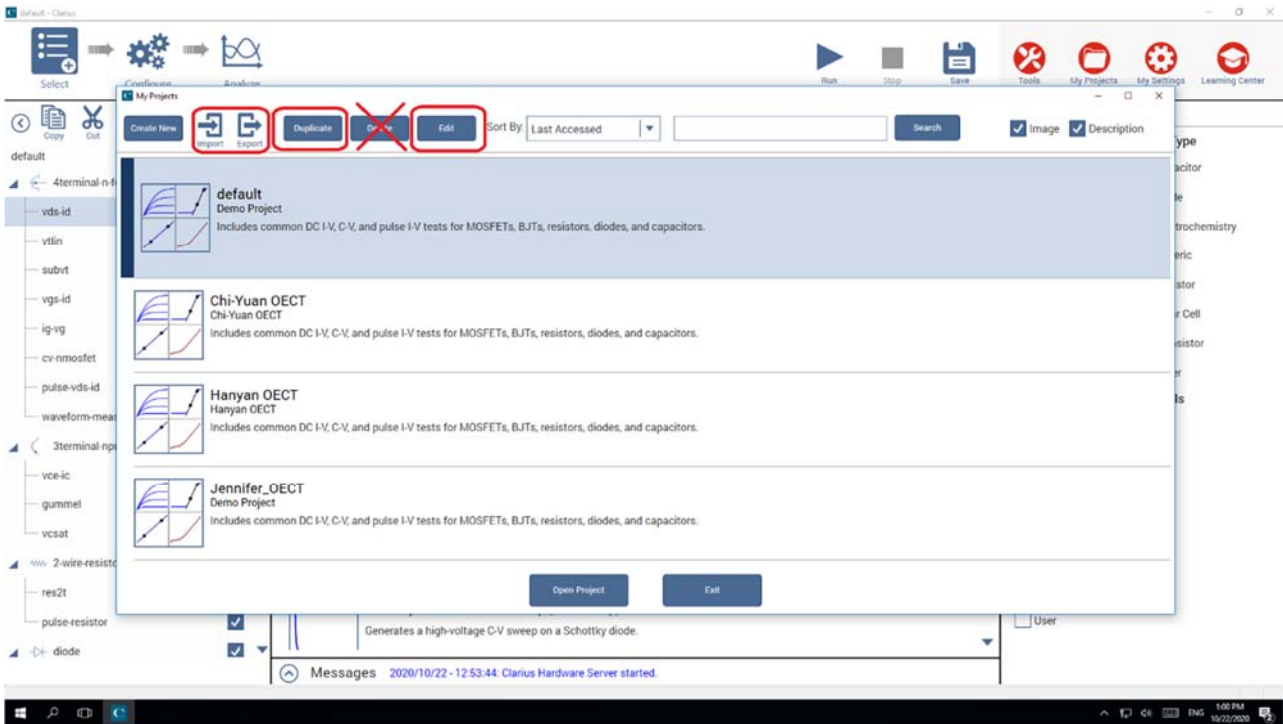 default - Clarius
Select
Configure
Analyze
Run
Stop
Save
Tools
My Projects
My Settings
Learning Center
Copy
Cut
default
4terminal-n-f
vds-id
vtlin
subvt
vgs-id
ig-vg
cv-nmosfet
pulse-vds-id
waveform-meas
3terminal-npn
vce-ic
gummel
vcsat
2-wire-resisto
res2t
pulse-resistor
diode
My Projects
Create New
Import
Export
Duplicate
Delete
Edit
Sort By:
Last Accessed
Search
Image
Description
default
Demo Project
Includes common DC I-V, C-V, and pulse I-V tests for MOSFETs, BJTs, resistors, diodes, and capacitors.
Chi-Yuan OECT
Chi-Yuan OECT
Includes common DC I-V, C-V, and pulse I-V tests for MOSFETs, BJTs, resistors, diodes, and capacitors.
Hanyan OECT
Hanyan OECT
Includes common DC I-V, C-V, and pulse I-V tests for MOSFETs, BJTs, resistors, diodes, and capacitors.
Jennifer_OECT
Demo Project
Includes common DC I-V, C-V, and pulse I-V tests for MOSFETs, BJTs, resistors, diodes, and capacitors.
Open Project
Exit
ype
acitor
le
trochemistry
eric
stor
r Cell
sistor
er
ls
User
Generates a high-voltage C-V sweep on a Schottky diode.
Messages 2020/10/22 - 12:53:44: Clarius Hardware Server started.
ENG
1:00 PM
10/22/2020